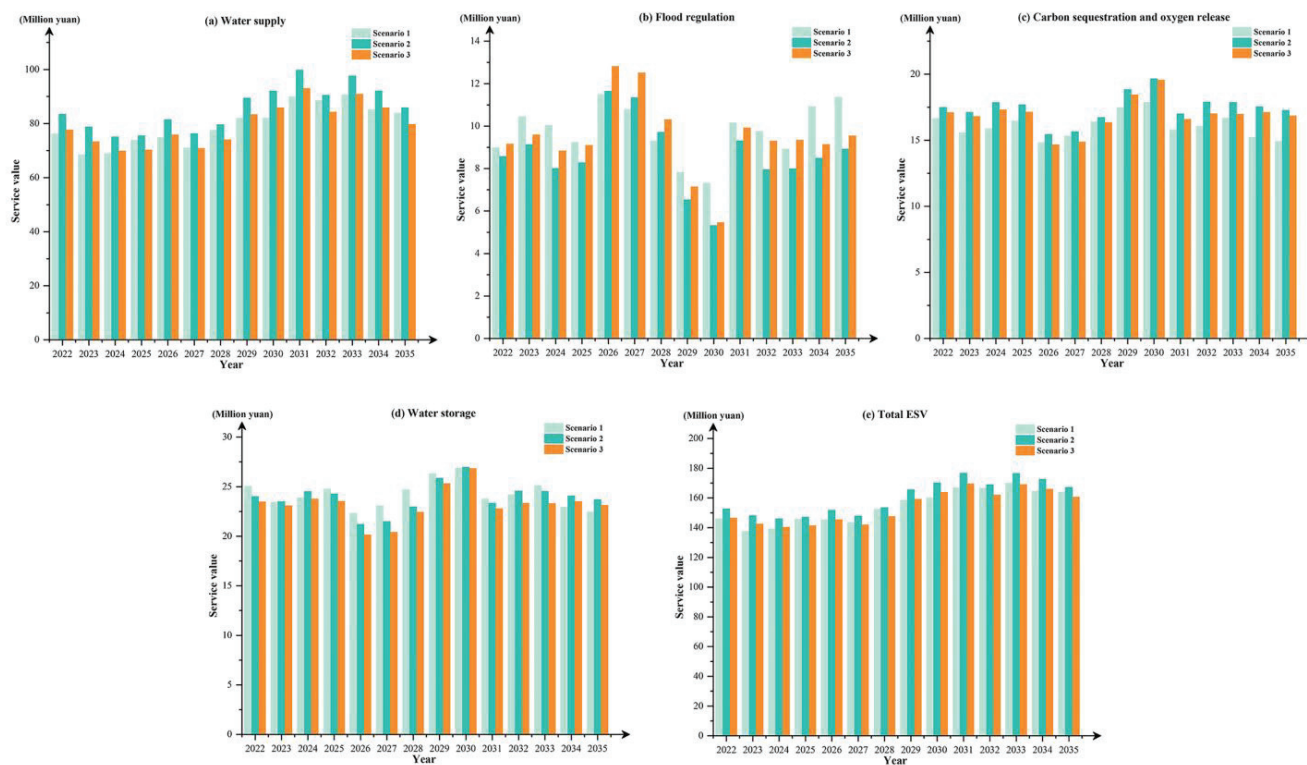 (Million yuan)
(a) Water supply
Scenario 1
Scenario 2
Scenario 3
Service value
100
80
60
40
20
0
2022 2023 2024 2025 2026 2027 2028 2029 2030 2031 2032 2033 2034 2035
Year
(Million yuan)
(b) Flood regulation
Scenario 1
Scenario 2
Scenario 3
Service value
14
12
10
8
6
4
2
0
2022 2023 2024 2025 2026 2027 2028 2029 2030 2031 2032 2033 2034 2035
Year
(Million yuan)
(c) Carbon sequestration and oxygen release
Scenario 1
Scenario 2
Scenario 3
Service value
20
15
10
5
0
2022 2023 2024 2025 2026 2027 2028 2029 2030 2031 2032 2033 2034 2035
Year
(Million yuan)
(d) Water storage
Scenario 1
Scenario 2
Scenario 3
Service value
30
25
20
15
10
5
0
2022 2023 2024 2025 2026 2027 2028 2029 2030 2031 2032 2033 2034 2035
Year
(Million yuan)
(e) Total ESV
Scenario 1
Scenario 2
Scenario 3
Service value
200
180
160
140
120
100
80
60
40
20
0
2022 2023 2024 2025 2026 2027 2028 2029 2030 2031 2032 2033 2034 2035
Year